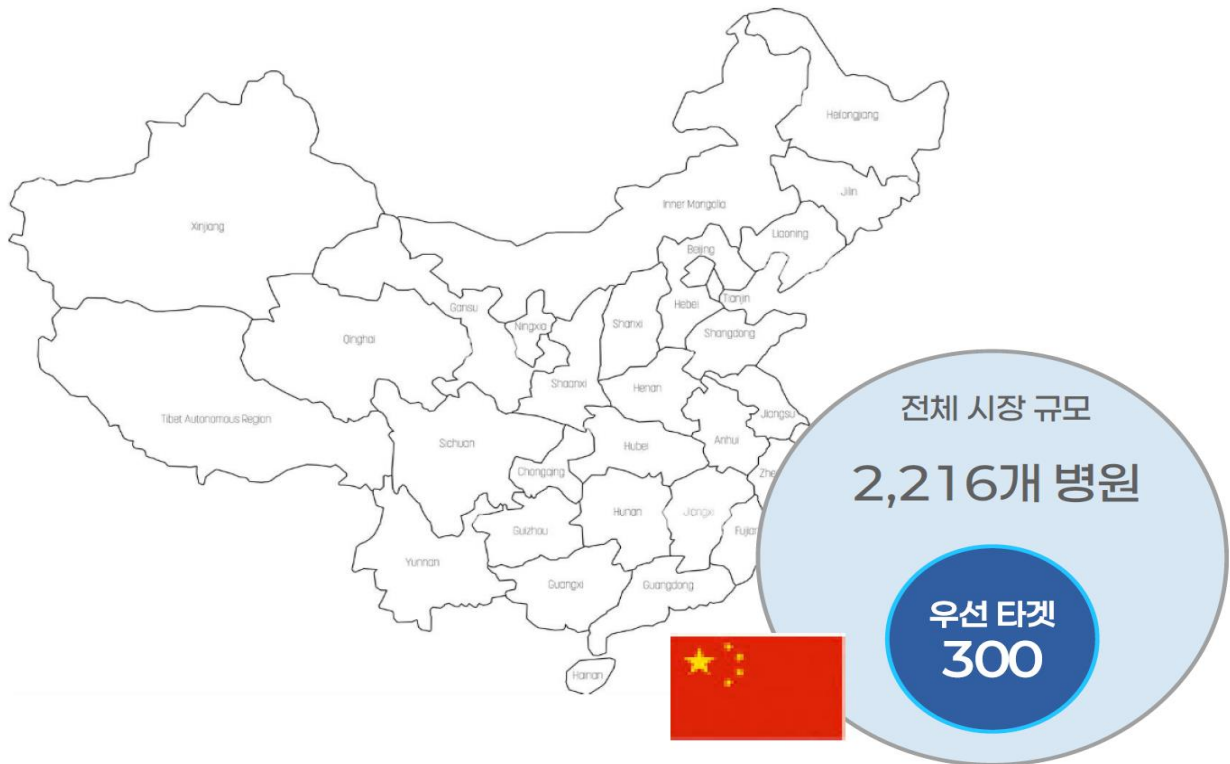 Heilongjiang
Jilin
Inner Mongolia
Liaoning
Xinjiang
Beijing
Tianjin
Hebei
Gansu
Ningxia
Shanxi
Shangdong
Qinghai
Shaanxi
Henan
Jiangsu
Tibet Autonomous Region
Sichuan
Hubei
Anhui
Chongqing
Zhe
Hunan
Jiangxi
Guizhou
Fujian
Yunnan
Guangxi
Guangdong
Hainan
전체 시장 규모
2,216개 병원
우선 타겟
300